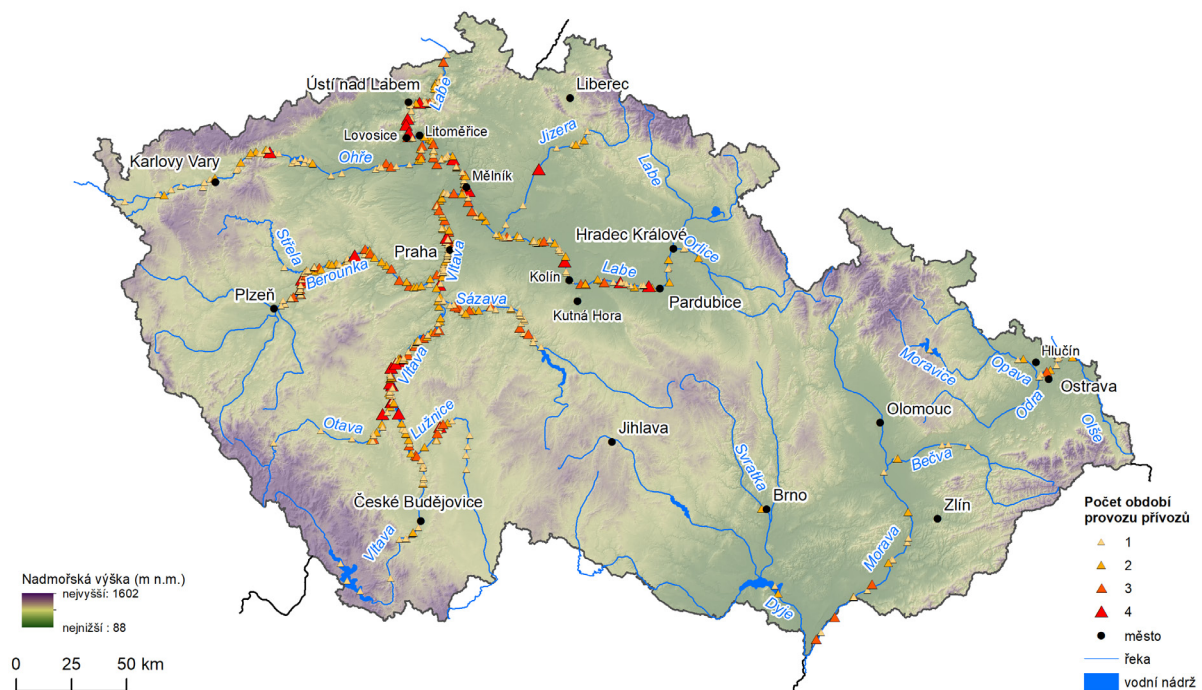 Ústí nad Labem
Labe
Liberec
Lovosice
Litoměřice
Jizera
Karlovy Vary
Ohře
Mělník
Labe
Střela
Praha
Vltava
Hradec Králové
Orlice
Berounka
Kolín
Labe
Plzeň
Sázava
Pardubice
Kutná Hora
Vltava
Moravice
Opava
Hlučín
Ostrava
Odra
Olše
Otava
Lužnice
Jihlava
Olomouc
Svratka
Bečva
České Budějovice
Brno
Zlín
Vltava
Morava
Dyje
Nadmořská výška (m n.m.)
nejvyšší: 1602
nejnižší : 88
0 25 50 km
Počet období
provozu přívozů
1
2
3
4
město
řeka
vodní nádrž